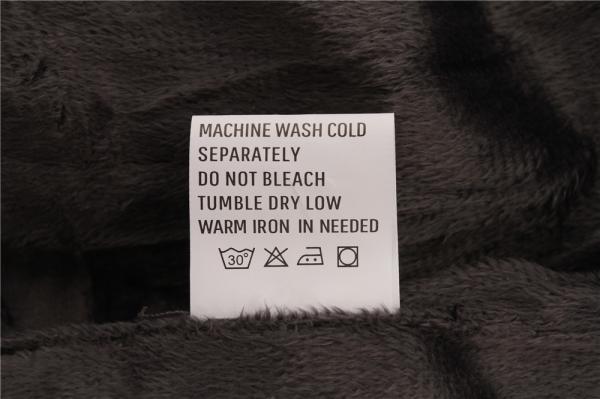 MACHINE WASH COLD
SEPARATELY
DO NOT BLEACH
TUMBLE DRY LOW
WARM IRON IN NEEDED
30°